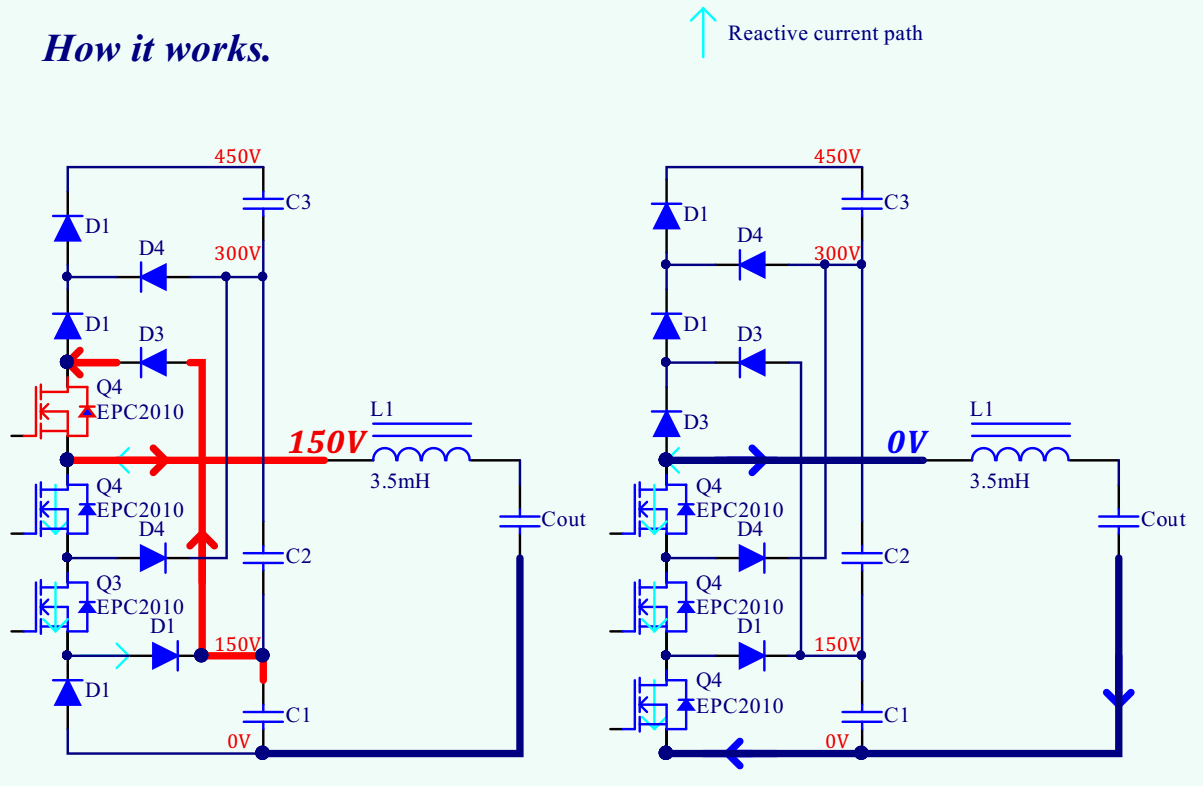 How it works.
Reactive current path
450V
C3
D1
D4
300V
D1
D3
Q4
EPC2010
150V
L1
3.5mH
Q4
EPC2010
D4
Cout
C2
Q3
EPC2010
D1
150V
D1
C1
0V
450V
C3
D1
D4
300V
D1
D3
D3
0V
L1
3.5mH
Q4
EPC2010
D4
Cout
C2
Q4
EPC2010
D1
150V
Q4
EPC2010
C1
0V